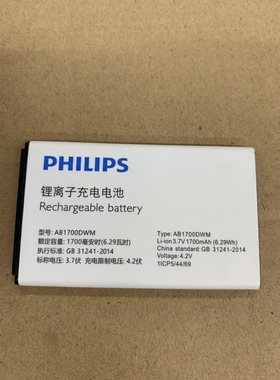 PHILIPS
锂离子充电电池
Rechargeable battery
型号: AB1700DWM
额定容量: 1700毫安时(6.29瓦时)
执行标准: GB 31241-2014
标称电压: 3.7伏 充电限制电压: 4.2伏
Type: AB1700DWM
Li-ion 3.7V 1700mAh(6.29Wh)
China standard: GB 31241-2014
Voltage: 4.2V
1ICP5/44/69